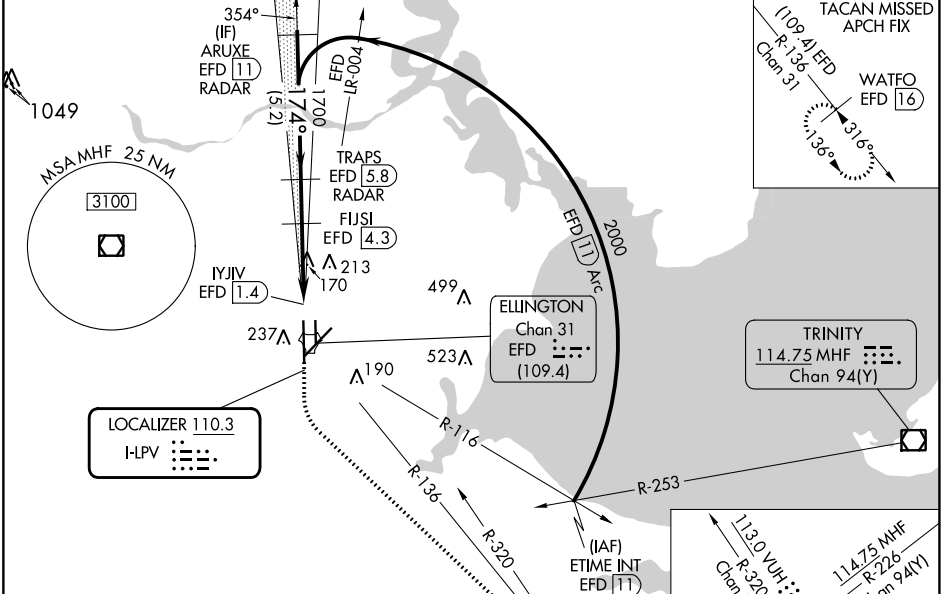 354°
(IF)
ARUXE
EFD 11
RADAR
1049
MSA MHF 25 NM
3100
174°
1700
(5.2)
EFD
LR-004
TRAPS
EFD 5.8
RADAR
FIJSI
EFD 4.3
213
170
IYJIV
EFD 1.4
237
499
523
190
2000
EFD 11 Arc
ELLINGTON
Chan 31
EFD
(109.4)
LOCALIZER 110.3
I-LPV
TRINITY
114.75 MHF
Chan 94(Y)
R-116
R-136
R-320
R-253
(IAF)
ETIME INT
EFD 11
TACAN MISSED
APCH FIX
(109.4) EFD
R-136
Chan 31
WATFO
EFD 16
316°
136°
113.0 VUH
R-320
Chan
114.75 MHF
R-226
an 94(Y)